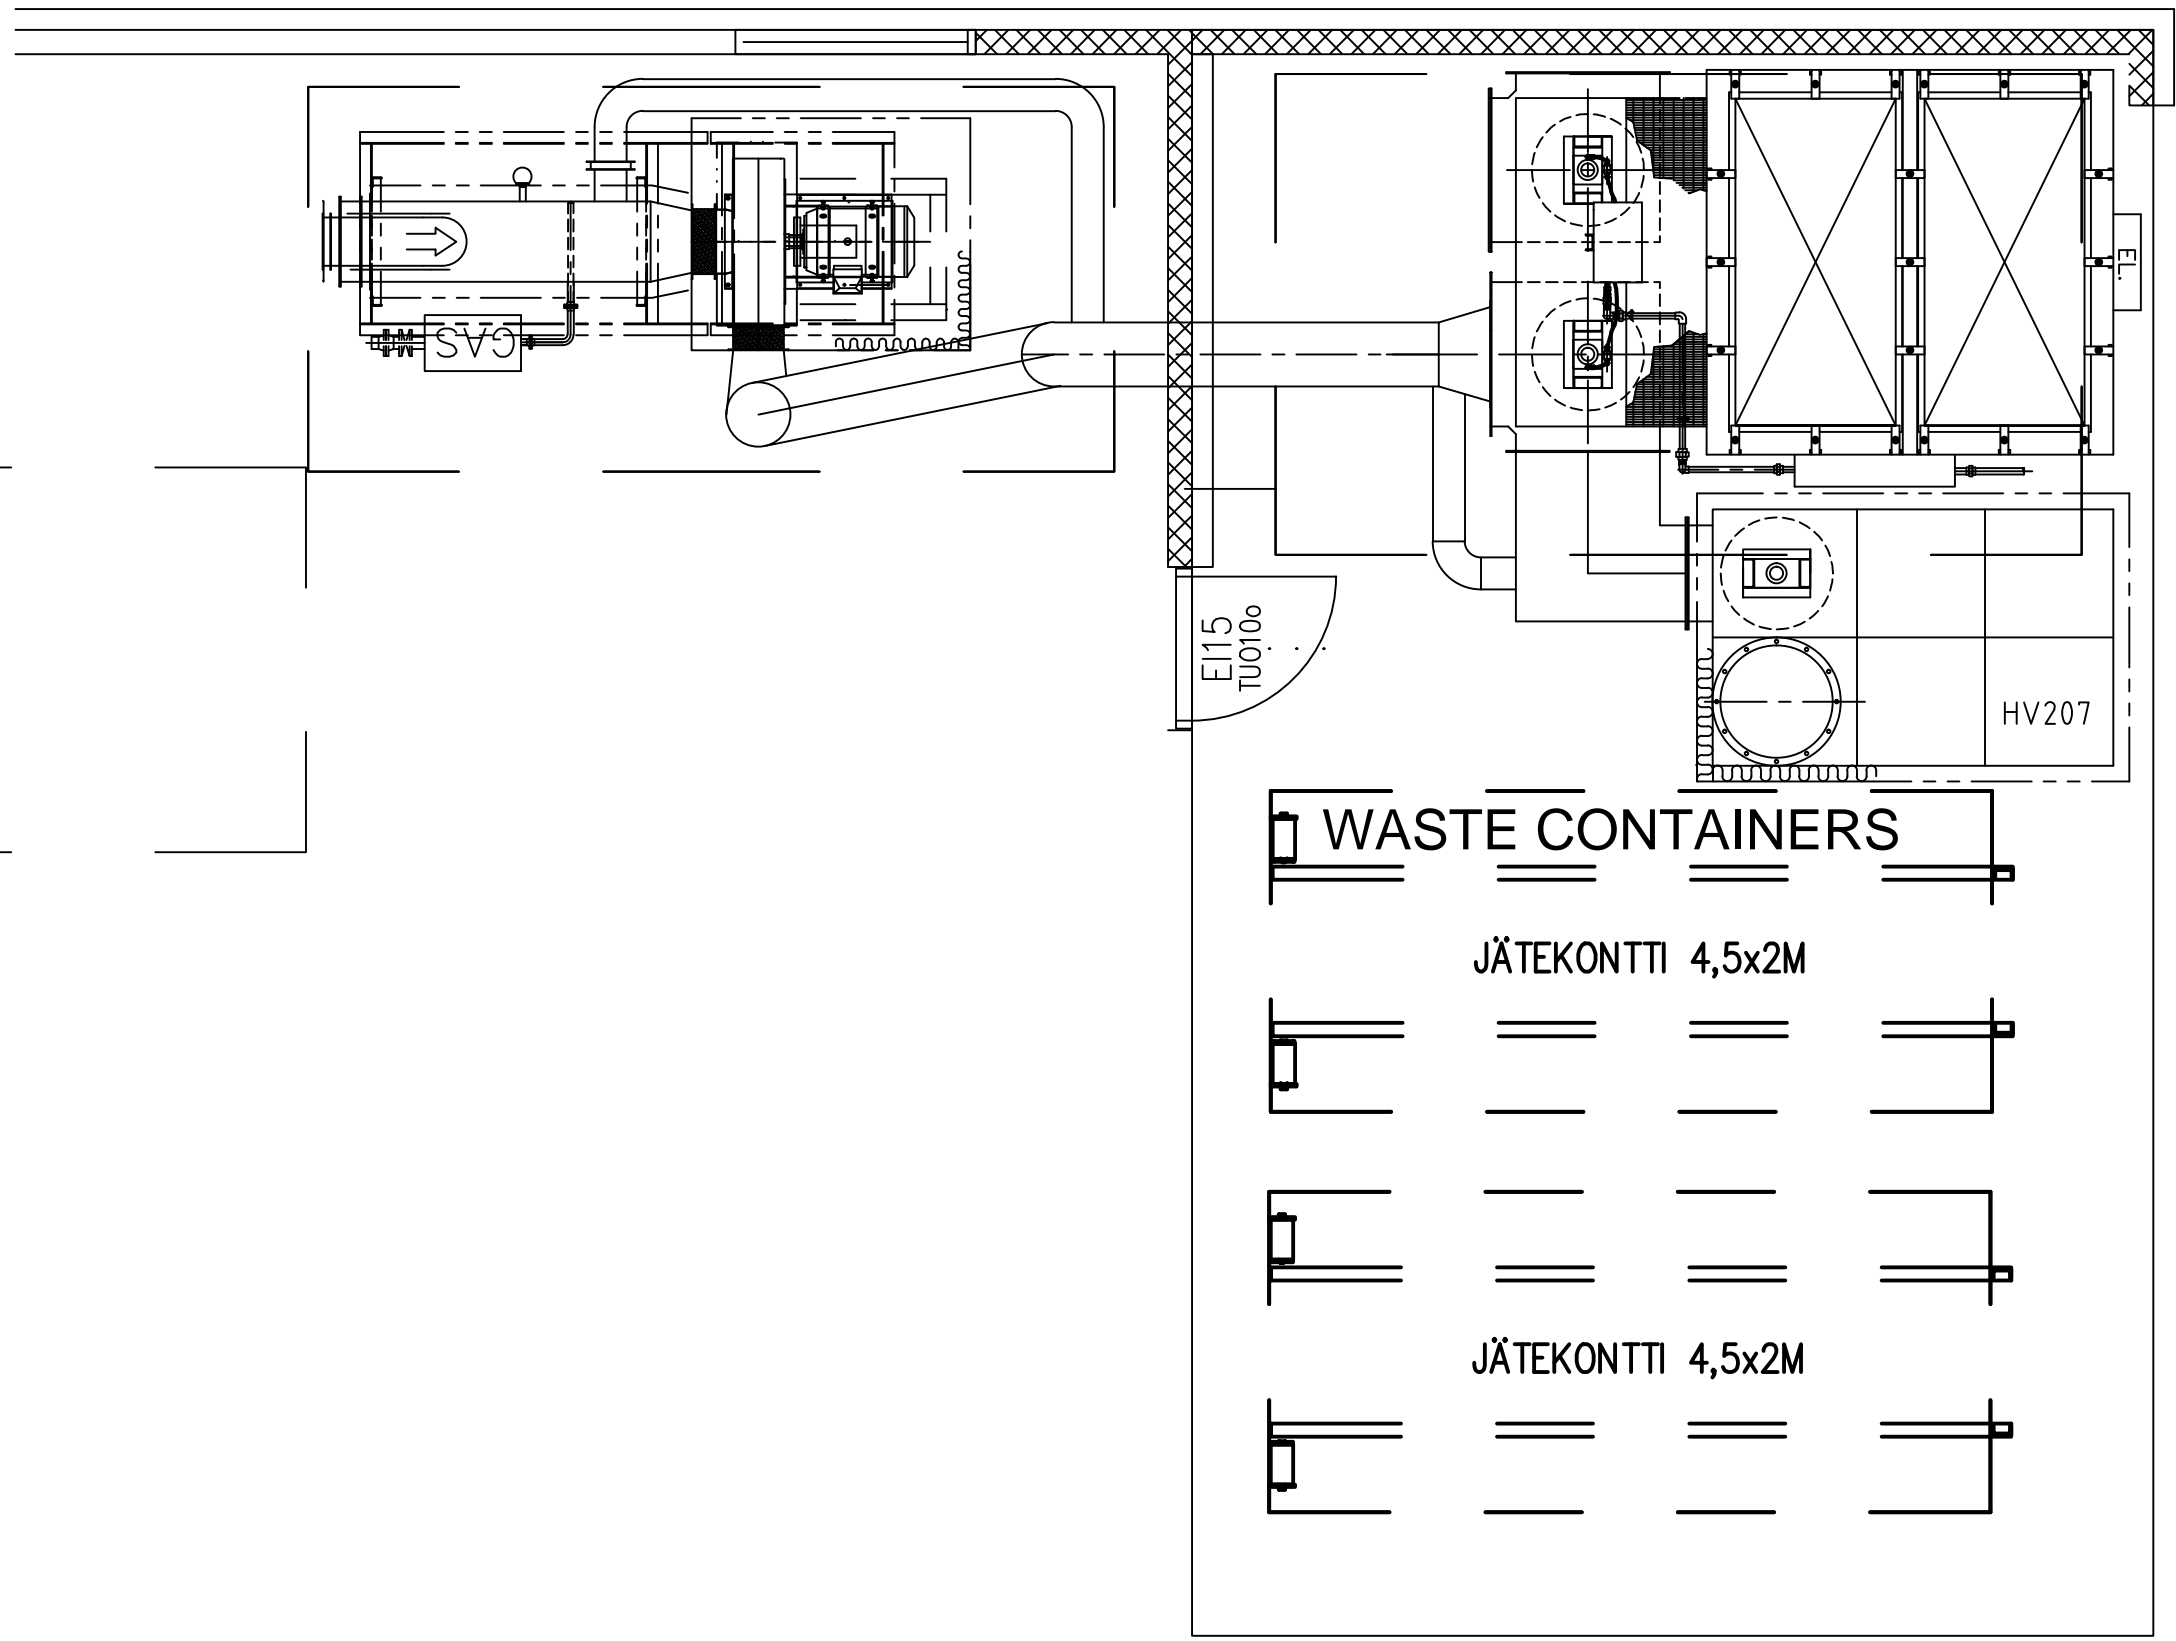 GAS
EL.
EI15
TU010o
HV207
WASTE CONTAINERS
JÄTEKONTTI 4,5x2M
JÄTEKONTTI 4,5x2M